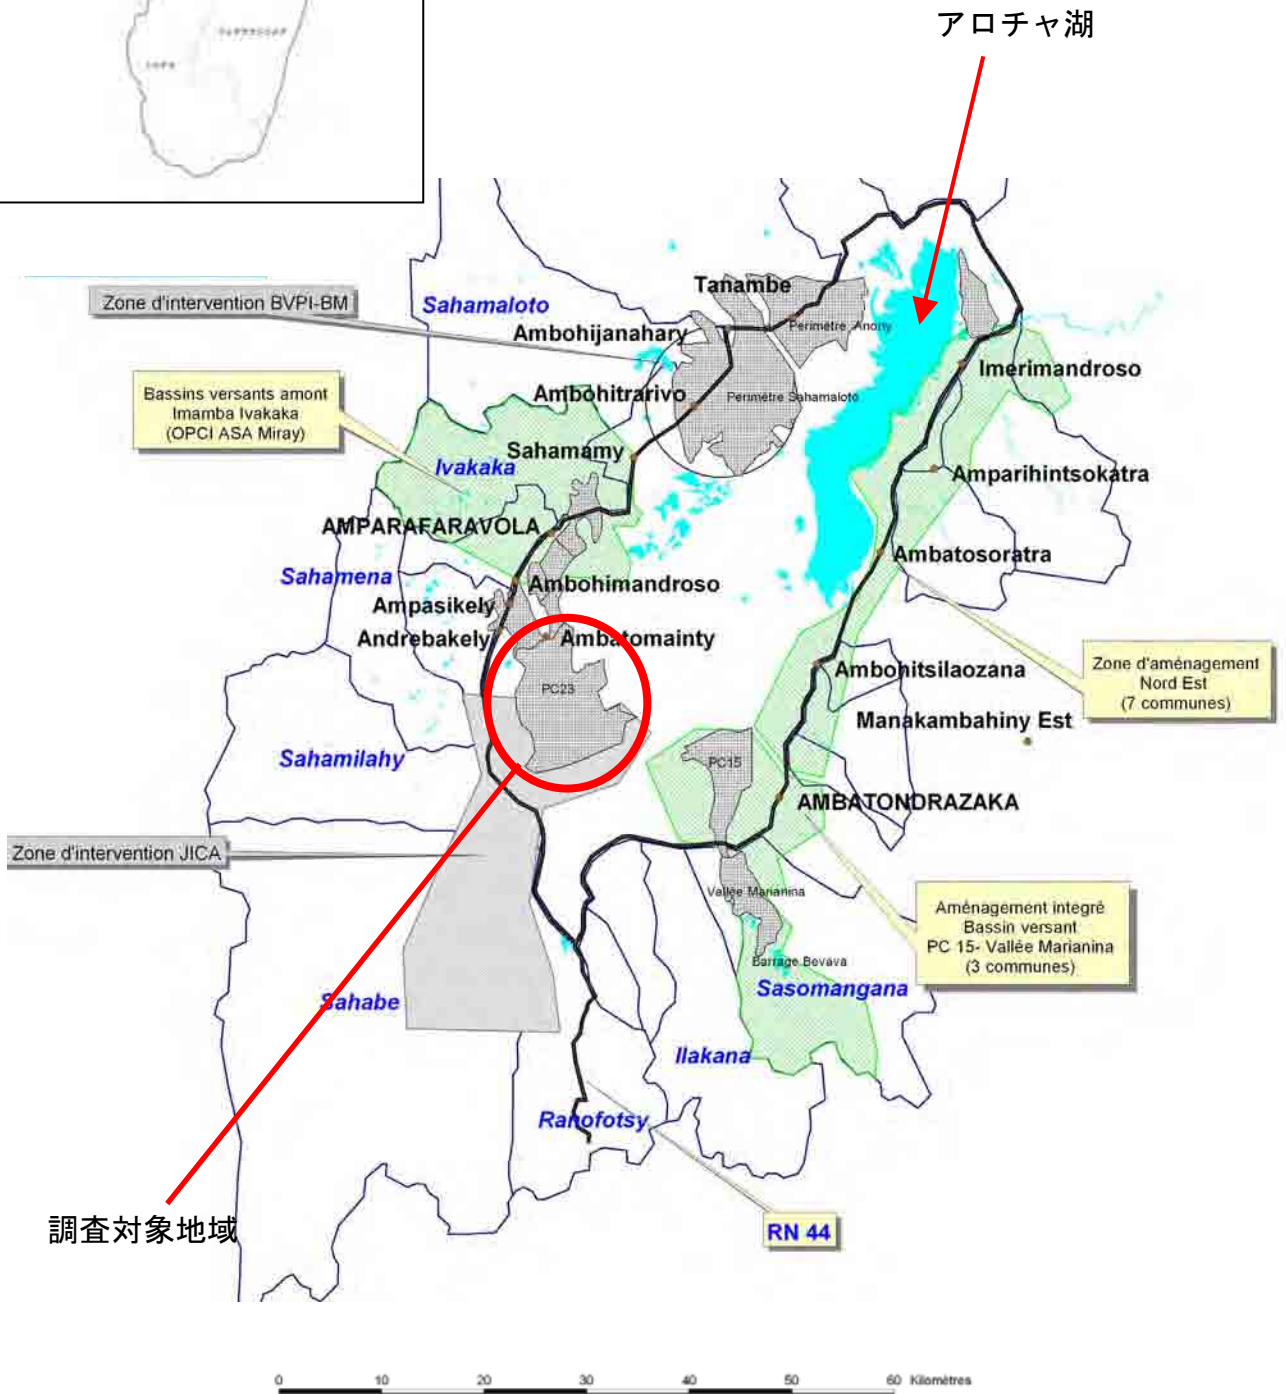 アロチャ湖
Zone d'intervention BVPI-BM
Sahamaloto
Tanambe
Ambohijanahary
Perimètre Anony
Imerimandroso
Bassins versants amont
Imamba Ivakaka
(OPCI ASA Miray)
Ambohitrarivo
Perimètre Sahamaloto
Sahamamy
Ivakaka
Amparihintsokatra
AMPARAFARAVOLA
Ambatosoratra
Sahamena
Ambohimandroso
Ampasikely
Andrebakely
Ambatomainty
Ambohitsilaozana
Zone d'aménagement
Nord Est
(7 communes)
PC23
Manakambahiny Est
Sahamilahy
PC15
AMBATONDRAZAKA
Zone d'intervention JICA
Vallée Marianina
Aménagement integré
Bassin versant
PC 15- Vallée Marianina
(3 communes)
Barrage Bevava
Sasomangana
Sahabe
Ilakana
Ranofotsy
調査対象地域
RN 44
0 10 20 30 40 50 60 Kilomètres